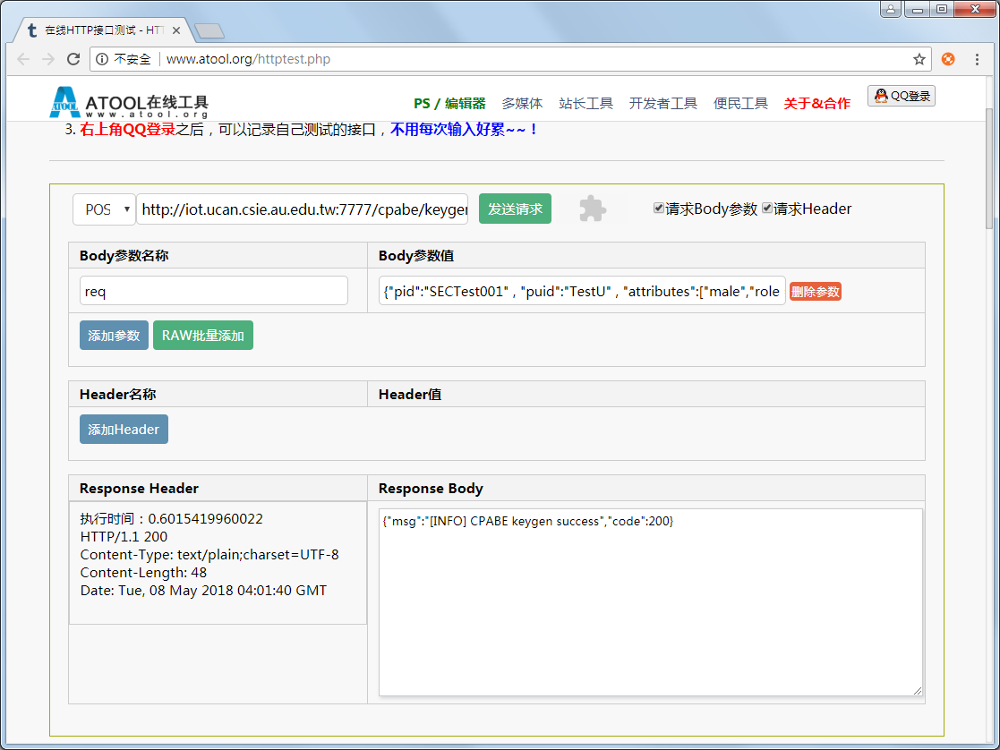 在线HTTP接口测试 - HTT
不安全 www.atool.org/httptest.php
ATOOL在线工具
www.atool.org
PS / 编辑器 多媒体 站长工具 开发者工具 便民工具 关于&合作 QQ登录
3. 右上角QQ登录之后，可以记录自己测试的接口，不用每次输入好累~~！
POS http://iot.ucan.csie.au.edu.tw:7777/cpabe/keyger 发送请求 请求Body参数 请求Header
Body参数名称 Body参数值
req {"pid":"SECTest001" , "puid":"TestU" , "attributes":["male","role 删除参数
添加参数 RAW批量添加
Header名称 Header值
添加Header
Response Header Response Body
执行时间：0.6015419960022 {"msg":"[INFO] CPABE keygen success","code":200}
HTTP/1.1 200
Content-Type: text/plain;charset=UTF-8
Content-Length: 48
Date: Tue, 08 May 2018 04:01:40 GMT